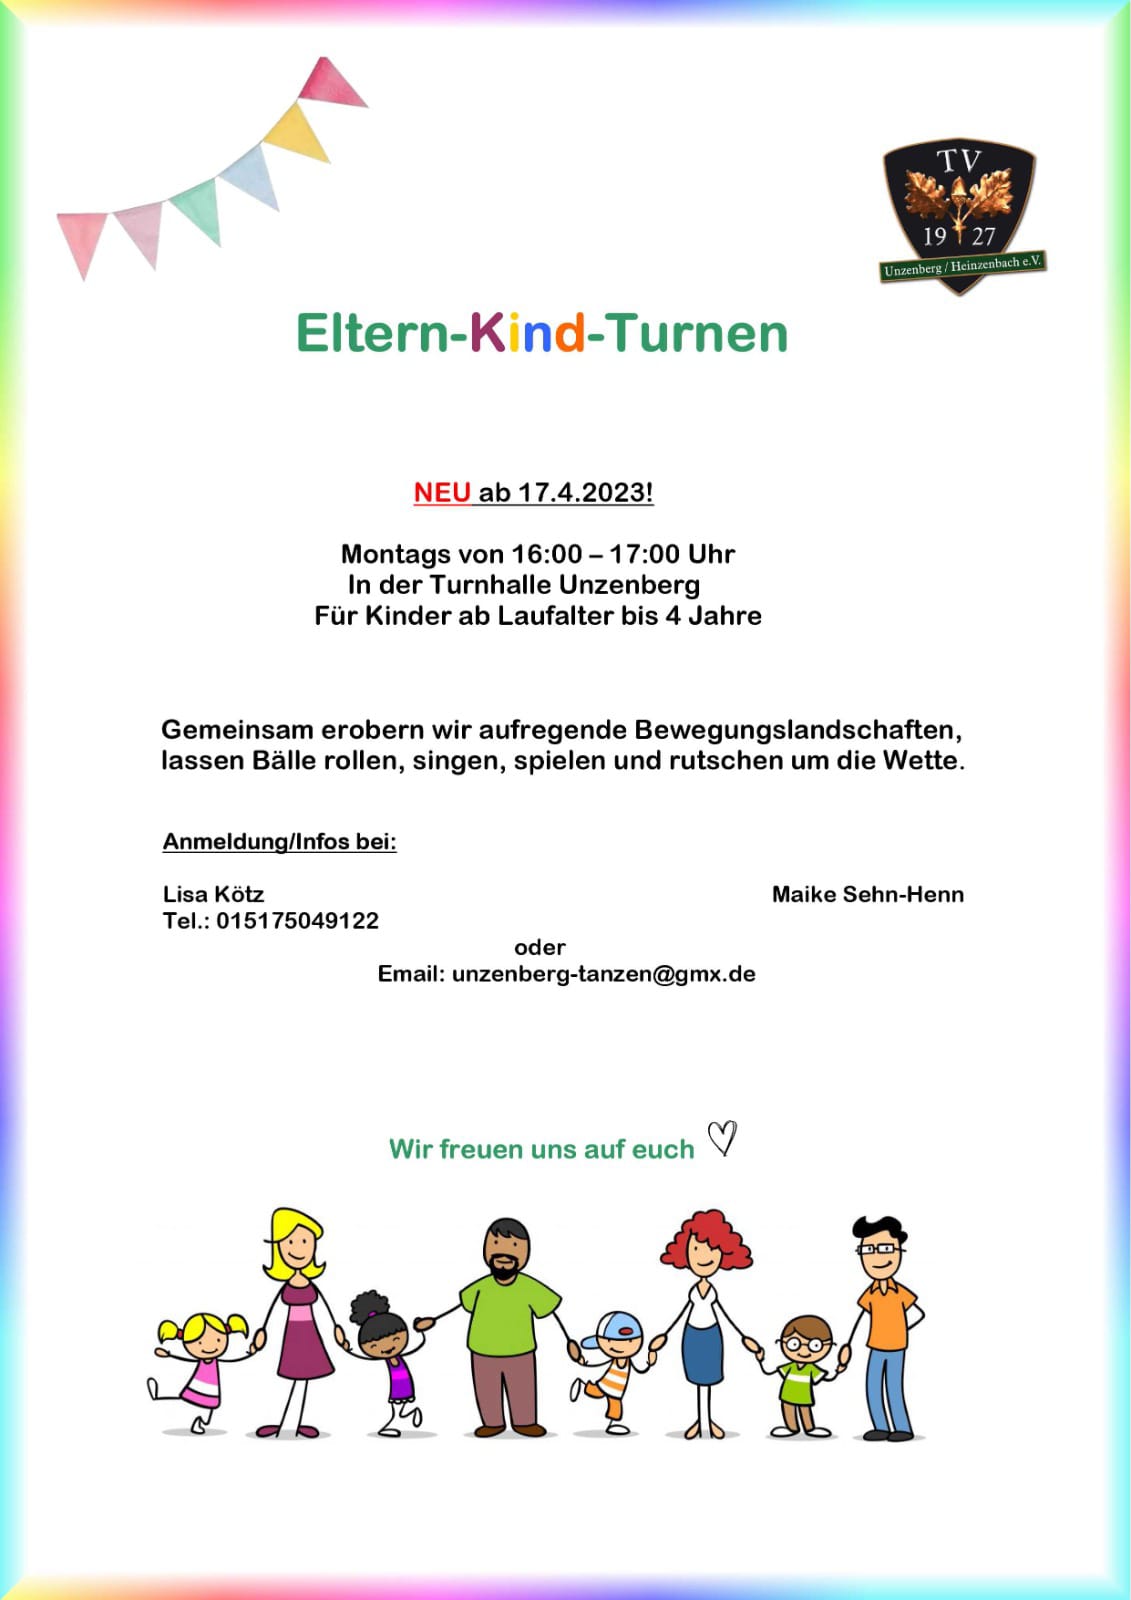 TV
19 27
Unzenberg / Heinzenbach e.V.
Eltern-Kind-Turnen
NEU ab 17.4.2023!
Montags von 16:00 – 17:00 Uhr
In der Turnhalle Unzenberg
Für Kinder ab Laufalter bis 4 Jahre
Gemeinsam erobern wir aufregende Bewegungslandschaften,
lassen Bälle rollen, singen, spielen und rutschen um die Wette.
Anmeldung/Infos bei:
Lisa Kötz Maike Sehn-Henn
Tel.: 015175049122
oder
Email: unzenberg-tanzen@gmx.de
Wir freuen uns auf euch